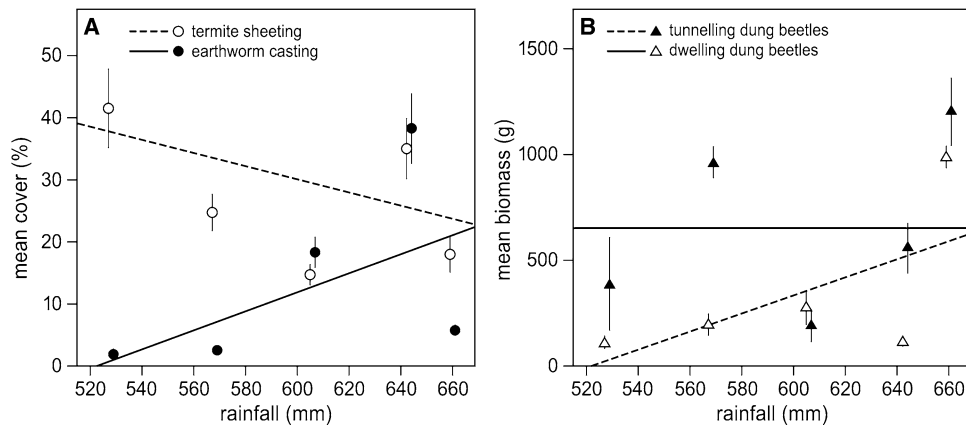 A
termite sheeting
earthworm casting
mean cover (%)
50
40
30
20
10
0
520 540 560 580 600 620 640 660
rainfall (mm)
B
tunnelling dung beetles
dwelling dung beetles
mean biomass (g)
1500
1000
500
0
520 540 560 580 600 620 640 660
rainfall (mm)